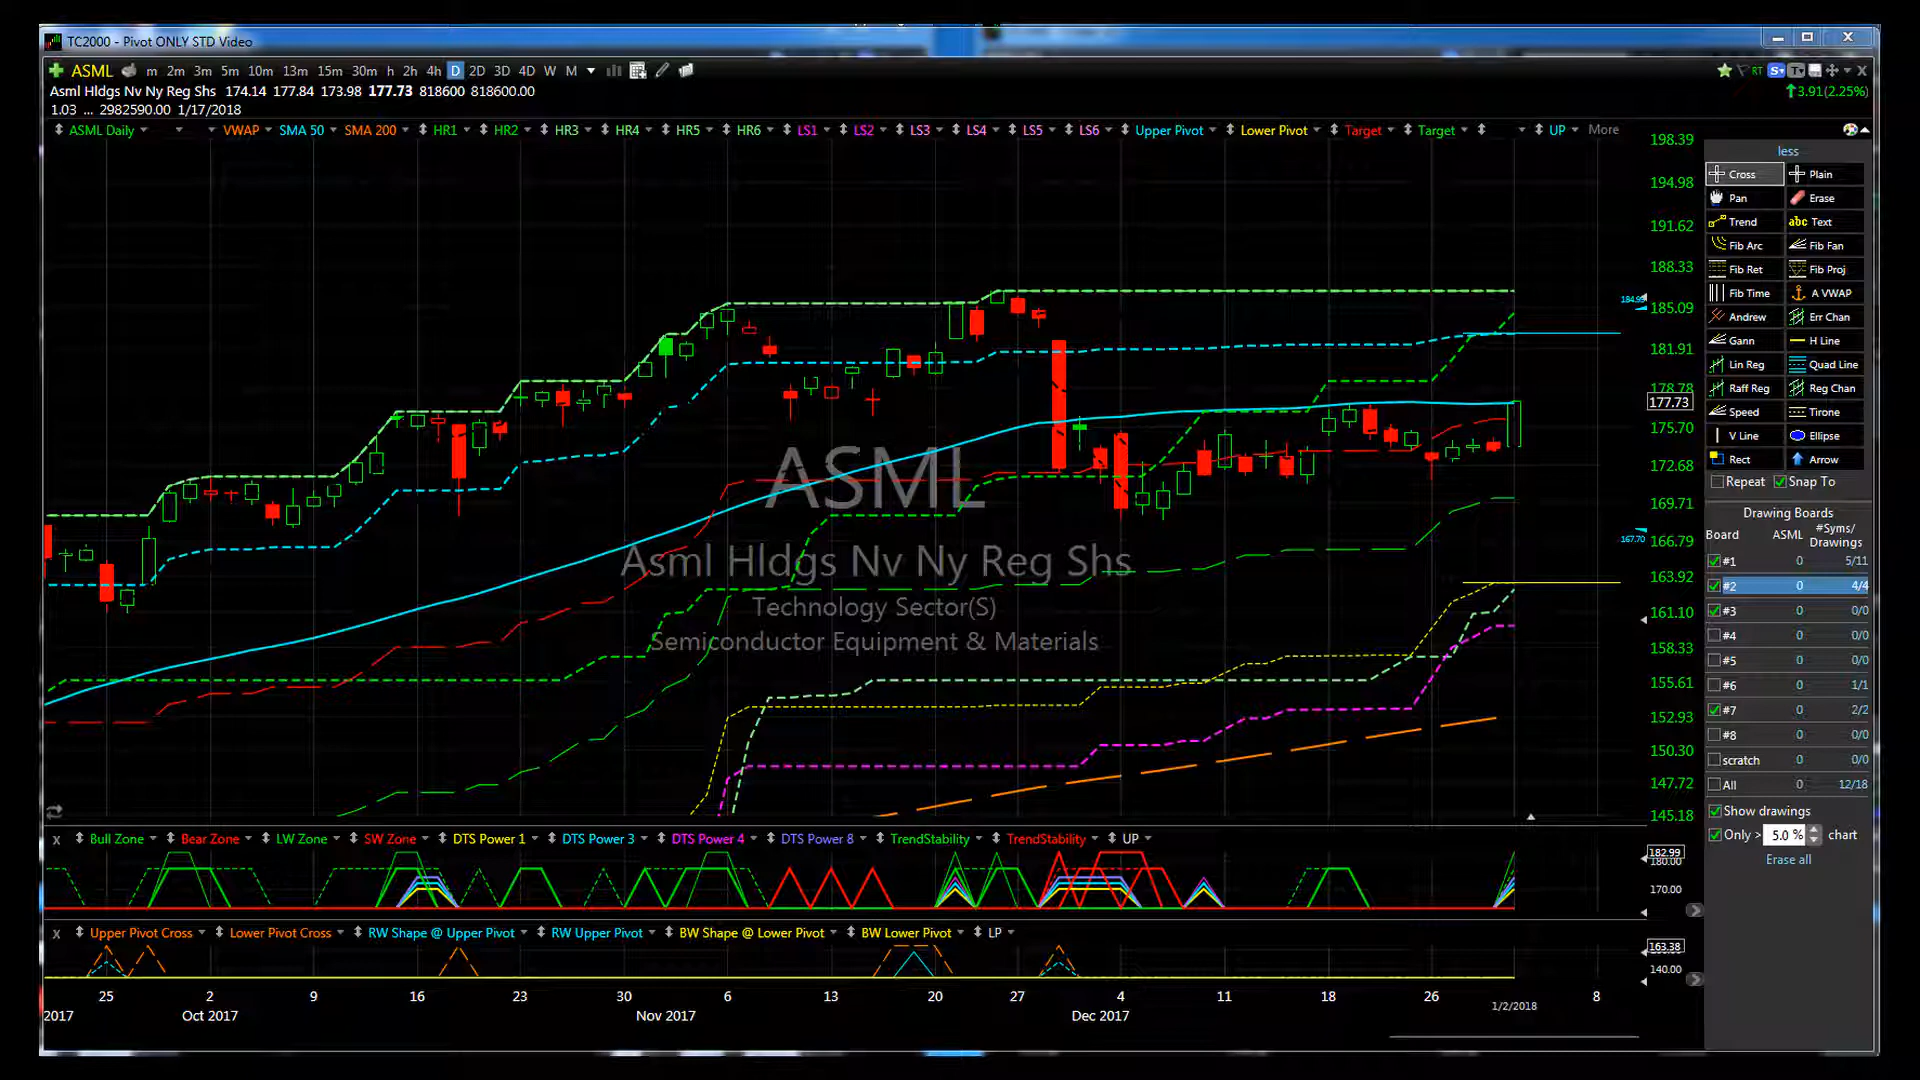 TC2000 - Pivot ONLY STD Video
ASML m 2m 3m 5m 10m 13m 15m 30m h 2h 4h D 2D 3D 4D W M RT S T X
Asml Hldgs Nv Ny Reg Shs 174.14 177.84 173.98 177.73 818600 818600.00 3.91(2.25%)
1.03 ... 2982590.00 1/17/2018
ASML Daily VWAP SMA 50 SMA 200 HR1 HR2 HR3 HR4 HR5 HR6 LS1 LS2 LS3 LS4 LS5 LS6 Upper Pivot Lower Pivot Target Target UP More
198.39
194.98
191.62
188.33
184.99
185.09
181.91
178.78
177.73
175.70
172.68
169.71
167.70
166.79
163.92
161.10
158.33
155.61
152.93
150.30
147.72
145.18
ASML
Asml Hldgs Nv Ny Reg Shs
Technology Sector(S)
Semiconductor Equipment & Materials
less
Cross Plain
Pan Erase
Trend abc Text
Fib Arc Fib Fan
Fib Ret Fib Proj
Fib Time A VWAP
Andrew Err Chan
Gann H Line
Lin Reg Quad Line
Raff Reg Reg Chan
Speed Tirone
V Line Ellipse
Rect Arrow
Repeat Snap To
Drawing Boards
Board ASML #Syms/
Drawings
#1 0 5/11
#2 0 4/4
#3 0 0/0
#4 0 0/0
#5 0 0/0
#6 0 1/1
#7 0 2/2
#8 0 0/0
scratch 0 0/0
All 0 12/18
Show drawings
Only > 5.0 % chart
Erase all
x Bull Zone Bear Zone LW Zone SW Zone DTS Power 1 DTS Power 3 DTS Power 4 DTS Power 8 TrendStability TrendStability UP
182.99
180.00
170.00
x Upper Pivot Cross Lower Pivot Cross RW Shape @ Upper Pivot RW Upper Pivot BW Shape @ Lower Pivot BW Lower Pivot LP
163.38
140.00
25 2 9 16 23 30 6 13 20 27 4 11 18 26 8
1/2/2018
2017 Oct 2017 Nov 2017 Dec 2017